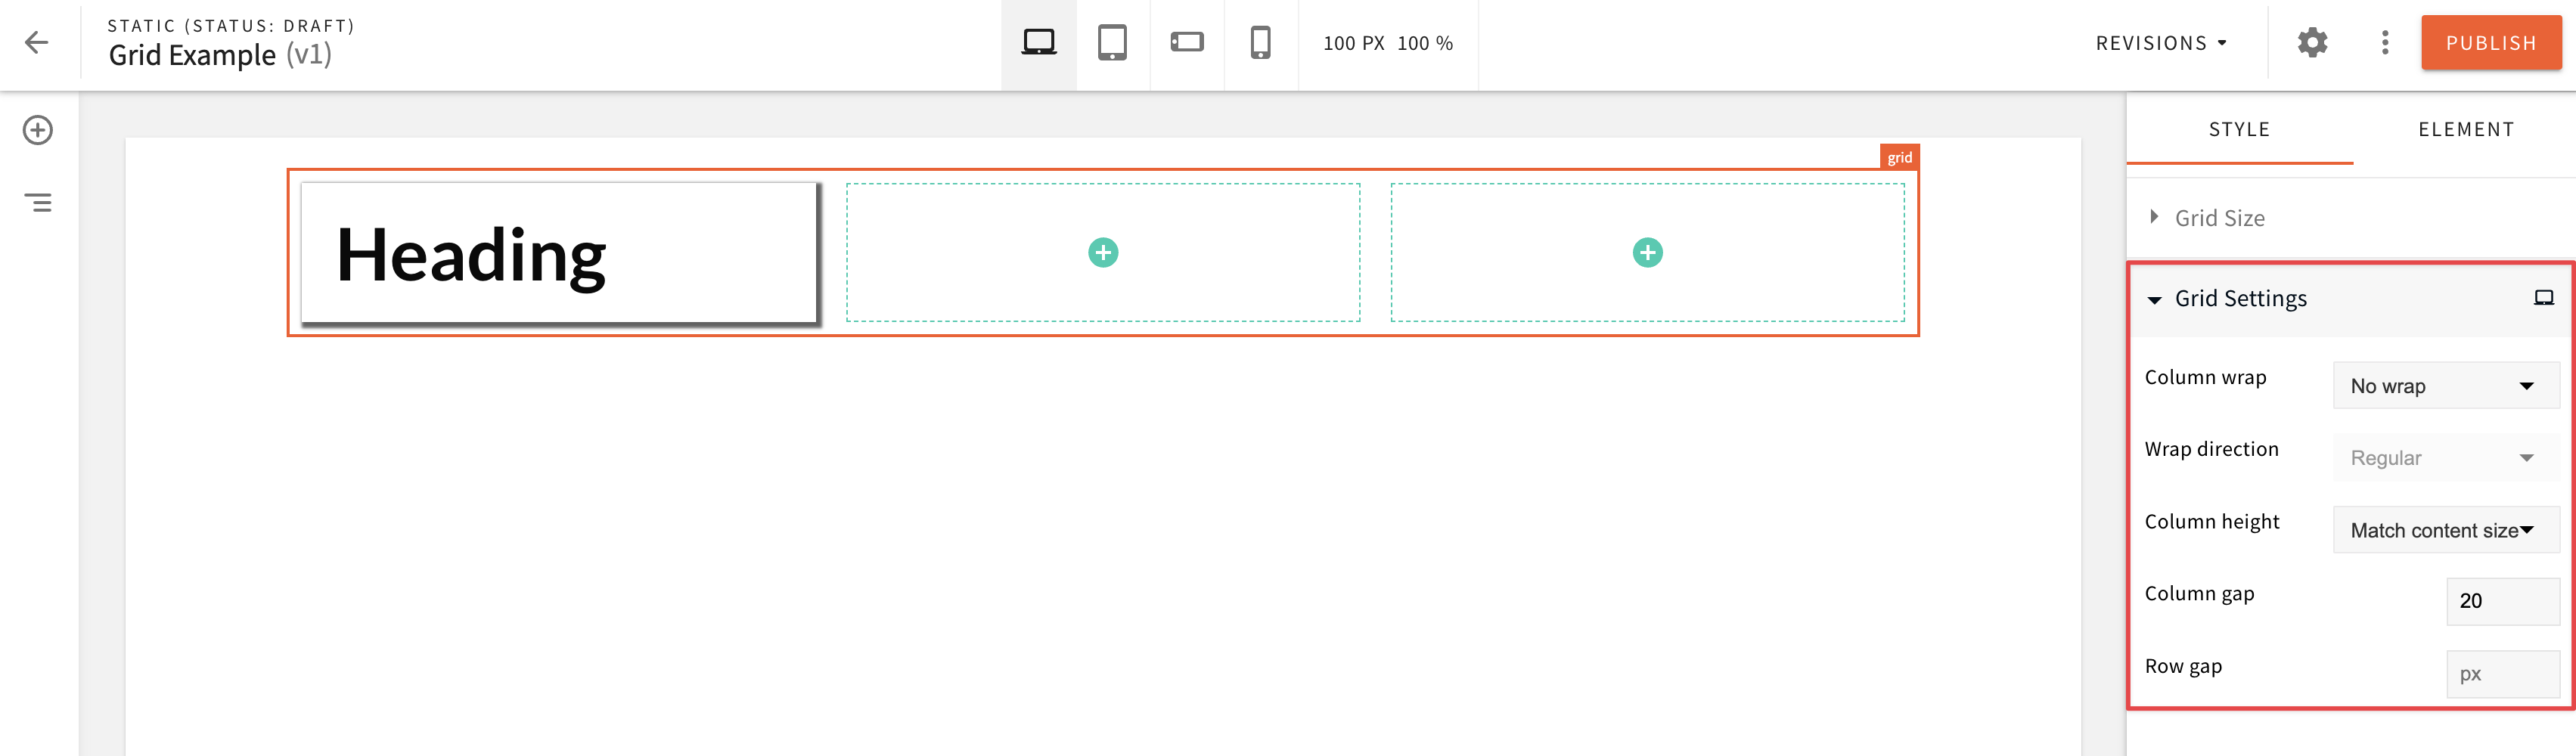 STATIC (STATUS: DRAFT)
Grid Example (v1)
100 PX 100 %
REVISIONS
PUBLISH
STYLE
ELEMENT
grid
Heading
Grid Size
Grid Settings
Column wrap
No wrap
Wrap direction
Regular
Column height
Match content size
Column gap
20
Row gap
px